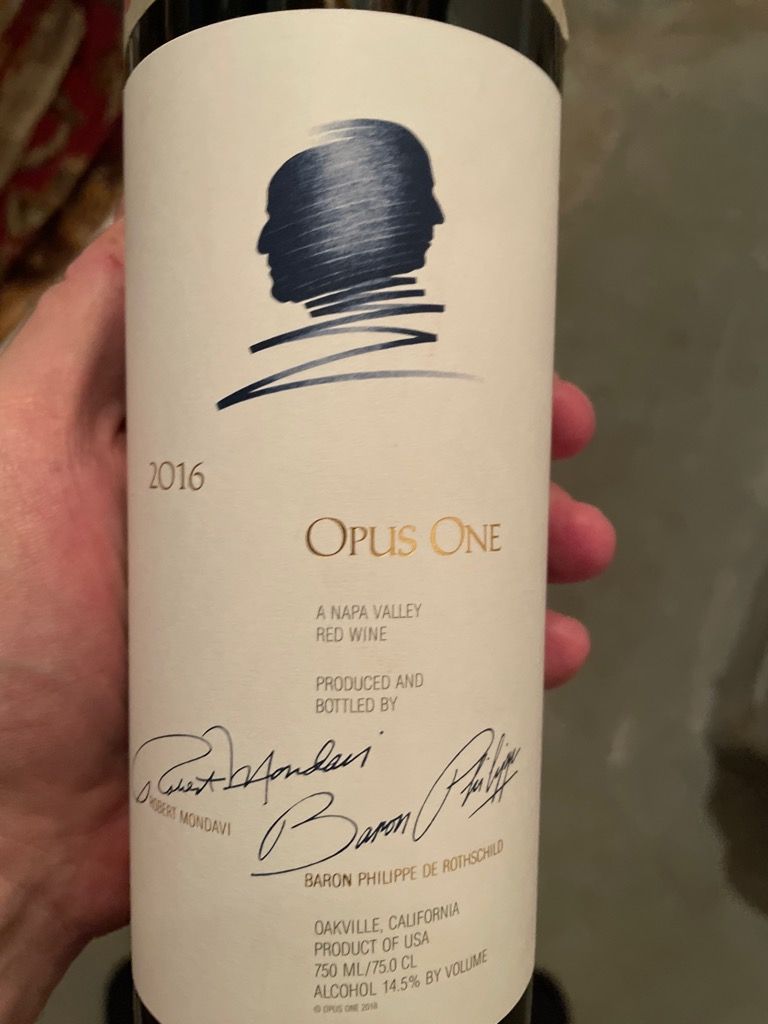 2016
OPUS ONE
A NAPA VALLEY
RED WINE
PRODUCED AND
BOTTLED BY
Robert Mondavi
ROBERT MONDAVI
Baron Philippe
BARON PHILIPPE DE ROTHSCHILD
OAKVILLE, CALIFORNIA
PRODUCT OF USA
750 ML/75.0 CL
ALCOHOL 14.5% BY VOLUME
© OPUS ONE 2018